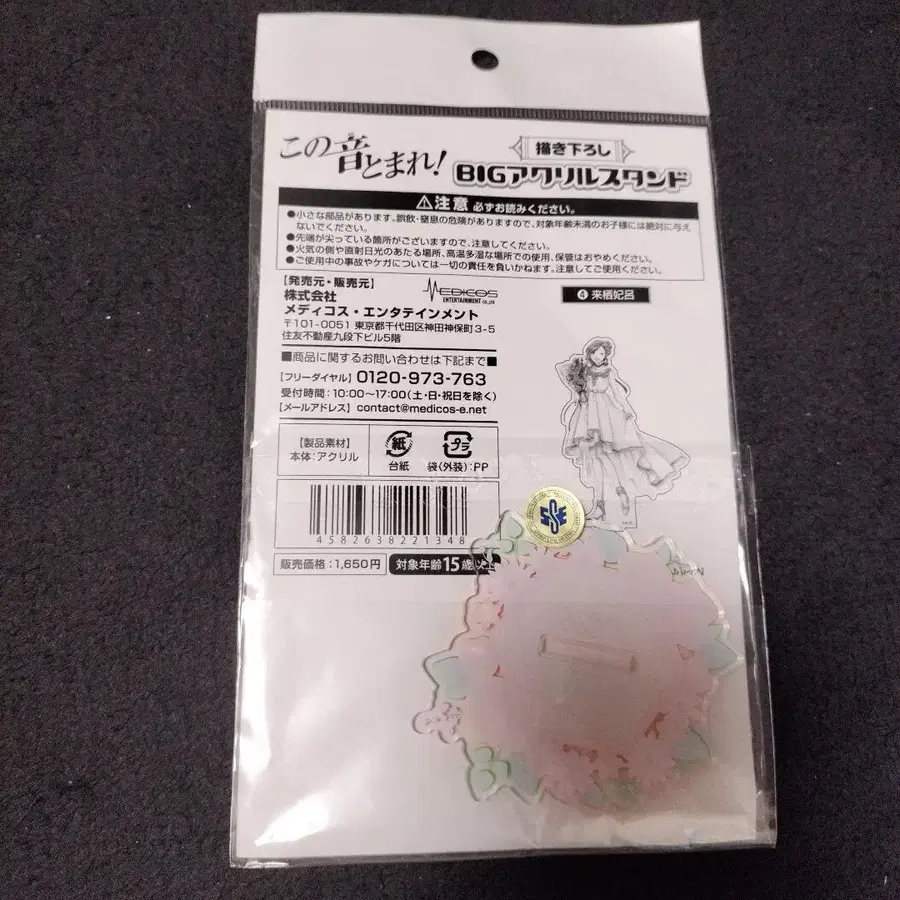 この音とまれ!
描き下ろし
BIGアクリルスタンド
⚠注意 必ずお読みください。
●小さな部品があります。誤飲・窒息の危険がありますので、対象年齢未満のお子様には絶対に与え
ないでください。
●先端が尖っている箇所がございますので、注意してください。
●火気の側や直射日光のあたる場所、高温多湿な場所での使用、保管はおやめください。
●ご使用中の事故やケガについては一切の責任を負いかねます。注意してご使用ください。
【発売元・販売元】
株式会社
メディコス・エンタテインメント
MEDICOS
ENTERTAINMENT CO.,LTD
〒101-0051 東京都千代田区神田神保町3-5
住友不動産九段下ビル5階
■商品に関するお問い合わせは下記まで■
【フリーダイヤル】 0120-973-763
受付時間:10:00〜17:00(土・日・祝日を除く)
【メールアドレス】 contact@medicos-e.net
❹来栖妃呂
【製品素材】
本体:アクリル
紙
台紙
プラ
袋(外装):PP
4582638221348
販売価格:1,650円
対象年齢15歳以上